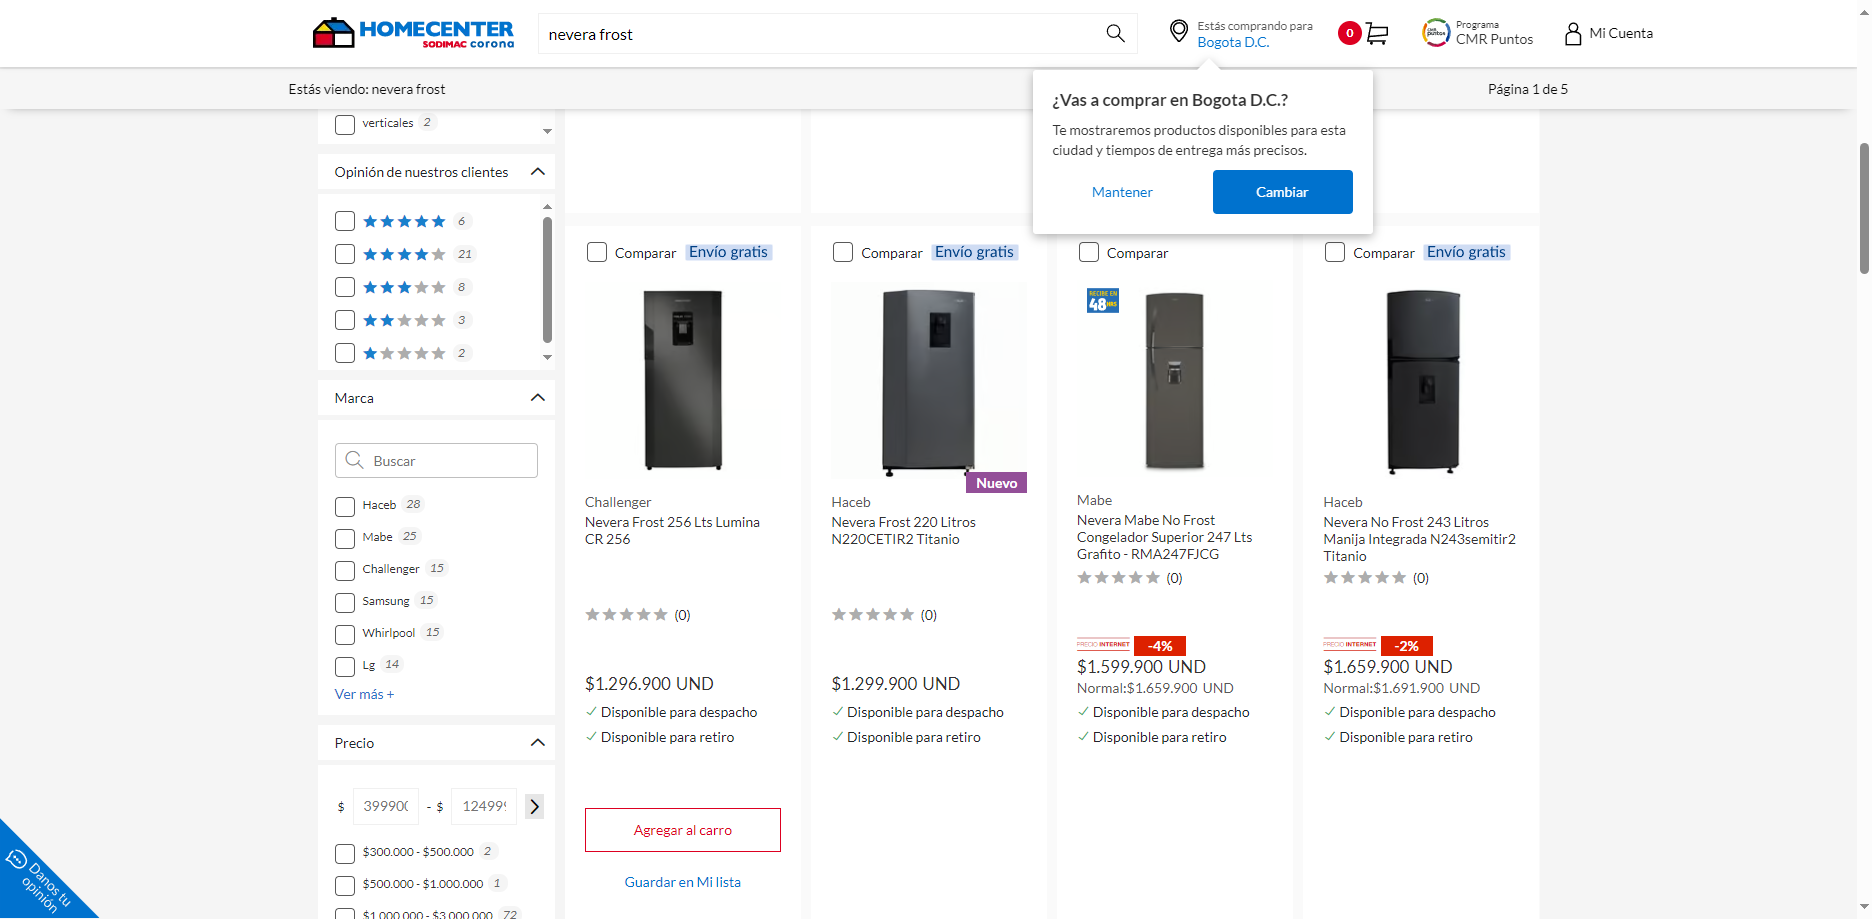 HOMECENTER
SODIMAC corona
nevera frost
Estás comprando para
Bogota D.C.
0
Programa
CMR Puntos
Mi Cuenta
Estás viendo: nevera frost
Página 1 de 5
¿Vas a comprar en Bogota D.C.?
Te mostraremos productos disponibles para esta
ciudad y tiempos de entrega más precisos.
Mantener
Cambiar
verticales 2
Opinión de nuestros clientes
6
21
8
3
2
Marca
Buscar
Haceb 28
Mabe 25
Challenger 15
Samsung 15
Whirlpool 15
Lg 14
Ver más +
Precio
$ 399900 - $ 124999
$300.000 - $500.000 2
$500.000 - $1.000.000 1
$1.000.000 - $3.000.000 72
Danos tu
opinión
Comparar Envío gratis
Challenger
Nevera Frost 256 Lts Lumina
CR 256
(0)
$1.296.900 UND
Disponible para despacho
Disponible para retiro
Agregar al carro
Guardar en Mi lista
Comparar Envío gratis
Nuevo
Haceb
Nevera Frost 220 Litros
N220CETIR2 Titanio
(0)
$1.299.900 UND
Disponible para despacho
Disponible para retiro
Comparar
RECIBE EN
48HRS
Mabe
Nevera Mabe No Frost
Congelador Superior 247 Lts
Grafito - RMA247FJCG
(0)
PRECIO INTERNET -4%
$1.599.900 UND
Normal:$1.659.900 UND
Disponible para despacho
Disponible para retiro
Comparar Envío gratis
Haceb
Nevera No Frost 243 Litros
Manija Integrada N243semitir2
Titanio
(0)
PRECIO INTERNET -2%
$1.659.900 UND
Normal:$1.691.900 UND
Disponible para despacho
Disponible para retiro